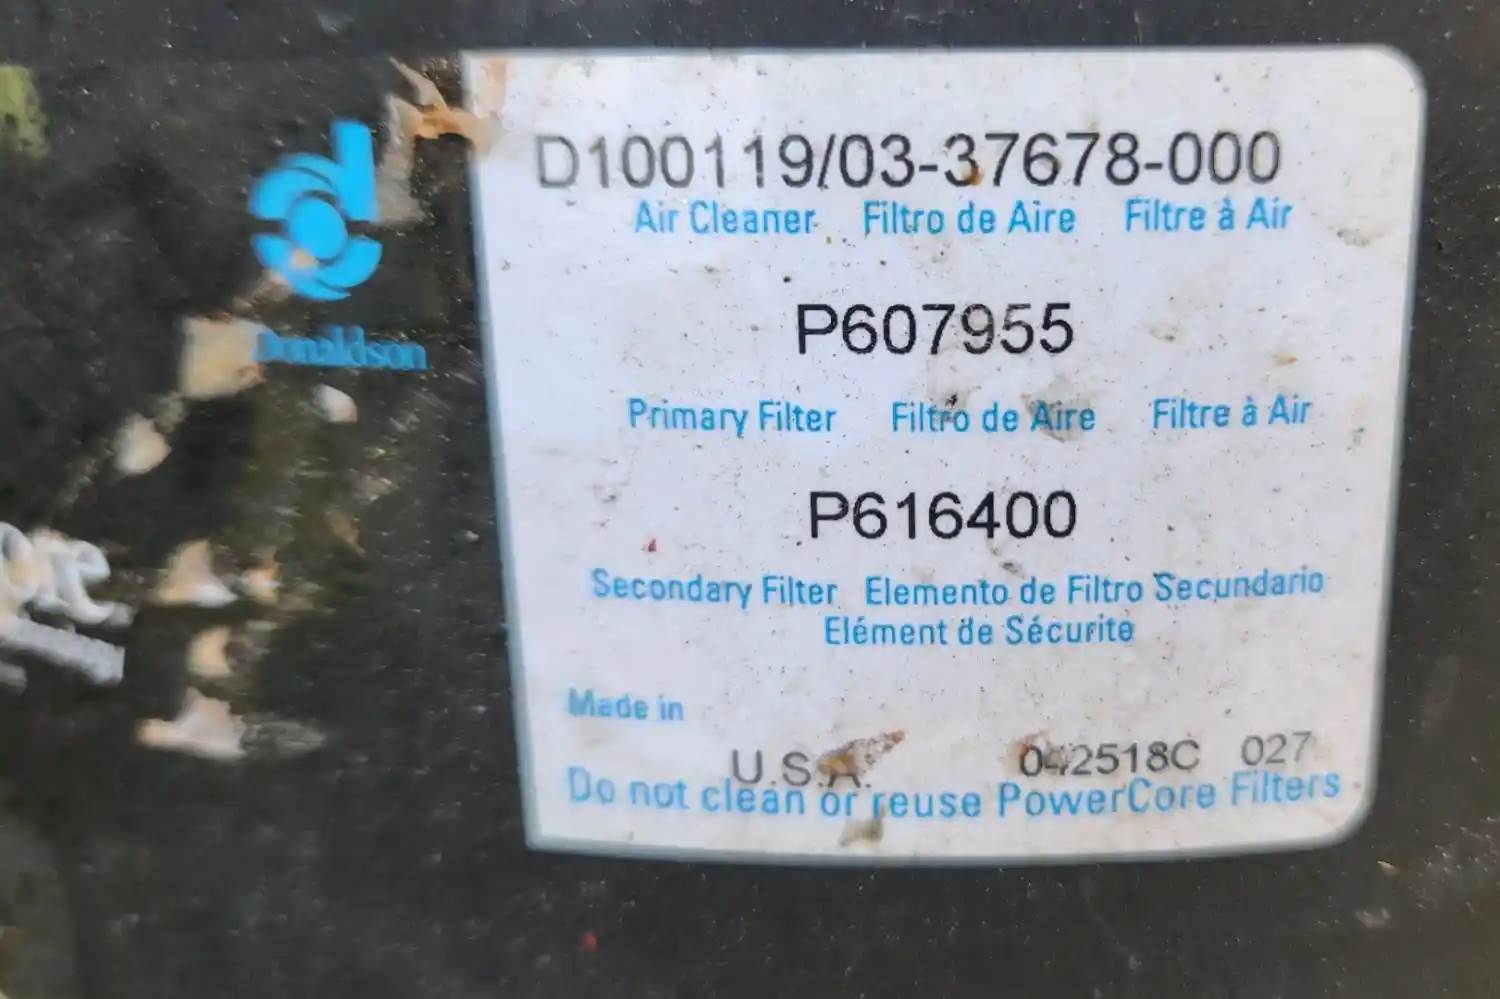 D100119/03-37678-000
Air Cleaner Filtro de Aire Filtre à Air
Donaldson
P607955
Primary Filter Filtro de Aire Filtre à Air
P616400
Secondary Filter Elemento de Filtro Secundario
Elément de Sécurite
Made in
U.S.A. 042518C 027
Do not clean or reuse PowerCore Filters